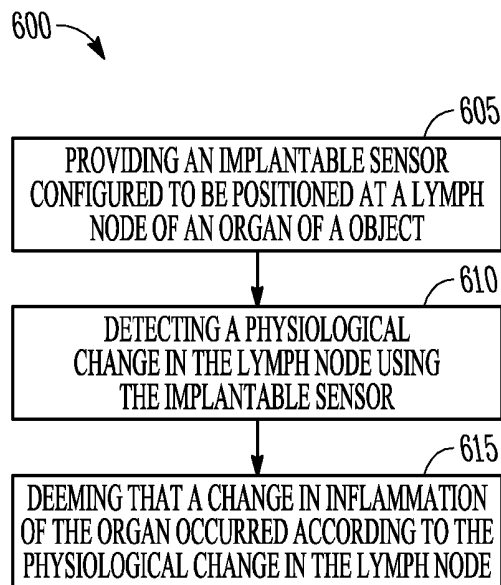 600
605
PROVIDING AN IMPLANTABLE SENSOR
CONFIGURED TO BE POSITIONED AT A LYMPH
NODE OF AN ORGAN OF A OBJECT
610
DETECTING A PHYSIOLOGICAL
CHANGE IN THE LYMPH NODE USING
THE IMPLANTABLE SENSOR
615
DEEMING THAT A CHANGE IN INFLAMMATION
OF THE ORGAN OCCURRED ACCORDING TO THE
PHYSIOLOGICAL CHANGE IN THE LYMPH NODE